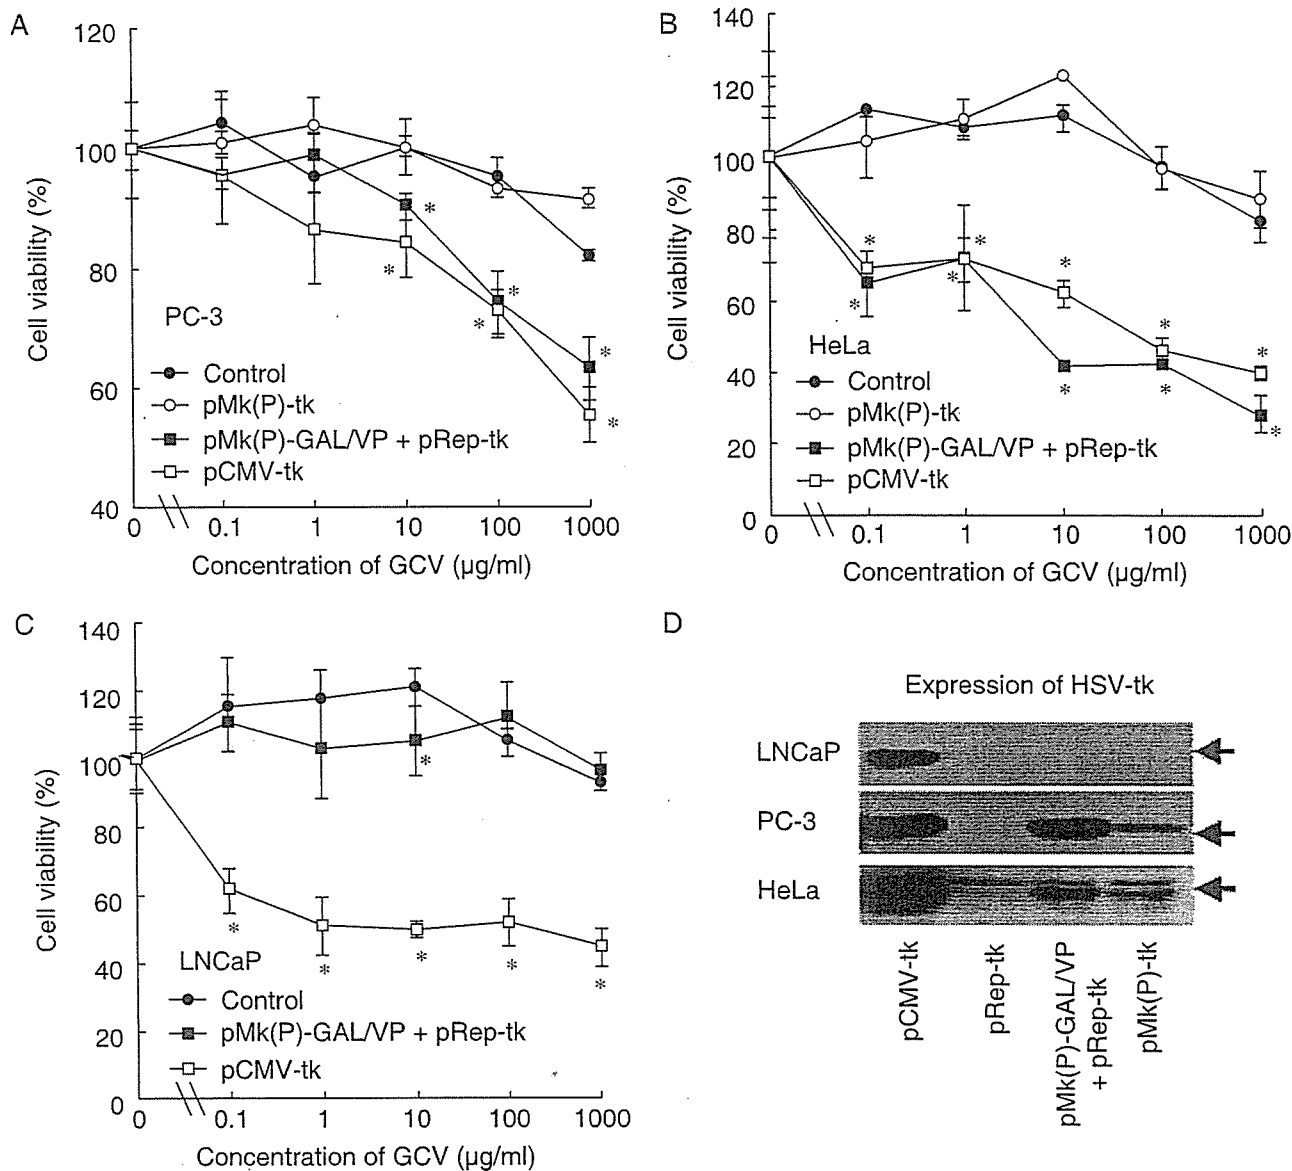 A
120
100
80
60
40
Cell viability (%)
PC-3
Control
pMk(P)-tk
pMk(P)-GAL/VP + pRep-tk
pCMV-tk
* * * * * *
0 0.1 1 10 100 1000
Concentration of GCV (µg/ml)
B
140
120
100
80
60
40
20
0
Cell viability (%)
HeLa
Control
pMk(P)-tk
pMk(P)-GAL/VP + pRep-tk
pCMV-tk
* * * * * * * * * *
0 0.1 1 10 100 1000
Concentration of GCV (µg/ml)
C
140
120
100
80
60
40
20
0
Cell viability (%)
LNCaP
Control
pMk(P)-GAL/VP + pRep-tk
pCMV-tk
* * * * * *
0 0.1 1 10 100 1000
Concentration of GCV (µg/ml)
D
Expression of HSV-tk
LNCaP
PC-3
HeLa
pCMV-tk
pRep-tk
pMk(P)-GAL/VP
+ pRep-tk
pMk(P)-tk